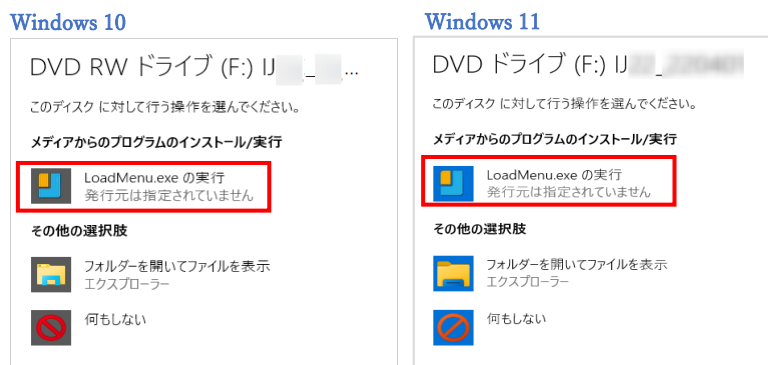 Windows 10
DVD RW ドライブ (F:) IJ _ ...
このディスク に対して行う操作を選んでください。
メディアからのプログラムのインストール/実行
LoadMenu.exe の実行
発行元は指定されていません
その他の選択肢
フォルダーを開いてファイルを表示
エクスプローラー
何もしない
Windows 11
DVD ドライブ (F:) IJ
このディスク に対して行う操作を選んでください。
メディアからのプログラムのインストール/実行
LoadMenu.exe の実行
発行元は指定されていません
その他の選択肢
フォルダーを開いてファイルを表示
エクスプローラー
何もしない